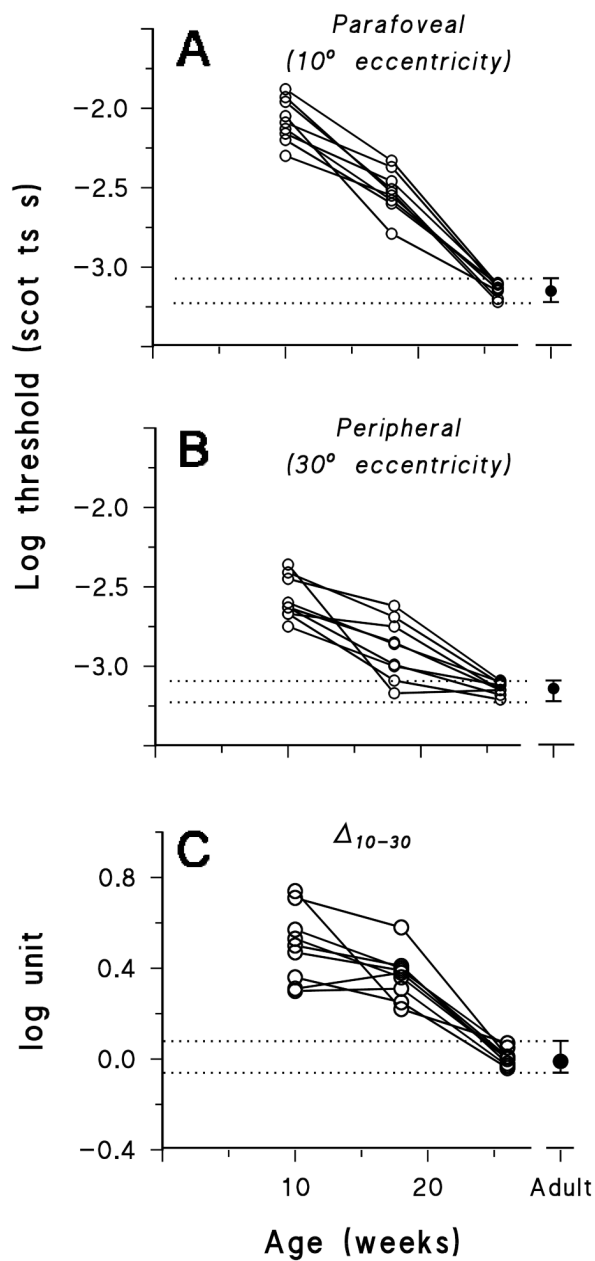 A
Parafoveal
(10° eccentricity)
−2.0
−2.5
−3.0
Log threshold (scot ts s)
B
Peripheral
(30° eccentricity)
−2.0
−2.5
−3.0
C
Δ10−30
0.8
0.4
0.0
−0.4
log unit
10
20
Adult
Age (weeks)